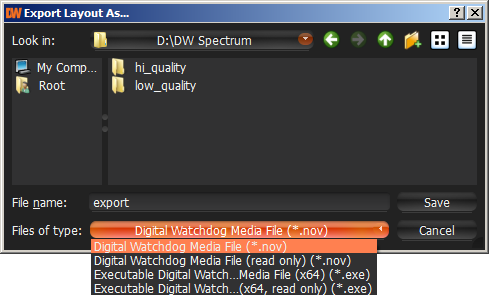 DW Export Layout As...
Look in: D:\DW Spectrum
My Comp...
Root
hi_quality
low_quality
File name: export Save
Files of type: Digital Watchdog Media File (*.nov) Cancel
Digital Watchdog Media File (*.nov)
Digital Watchdog Media File (read only) (*.nov)
Executable Digital Watch...Media File (x64) (*.exe)
Executable Digital Watch...(x64, read only) (*.exe)